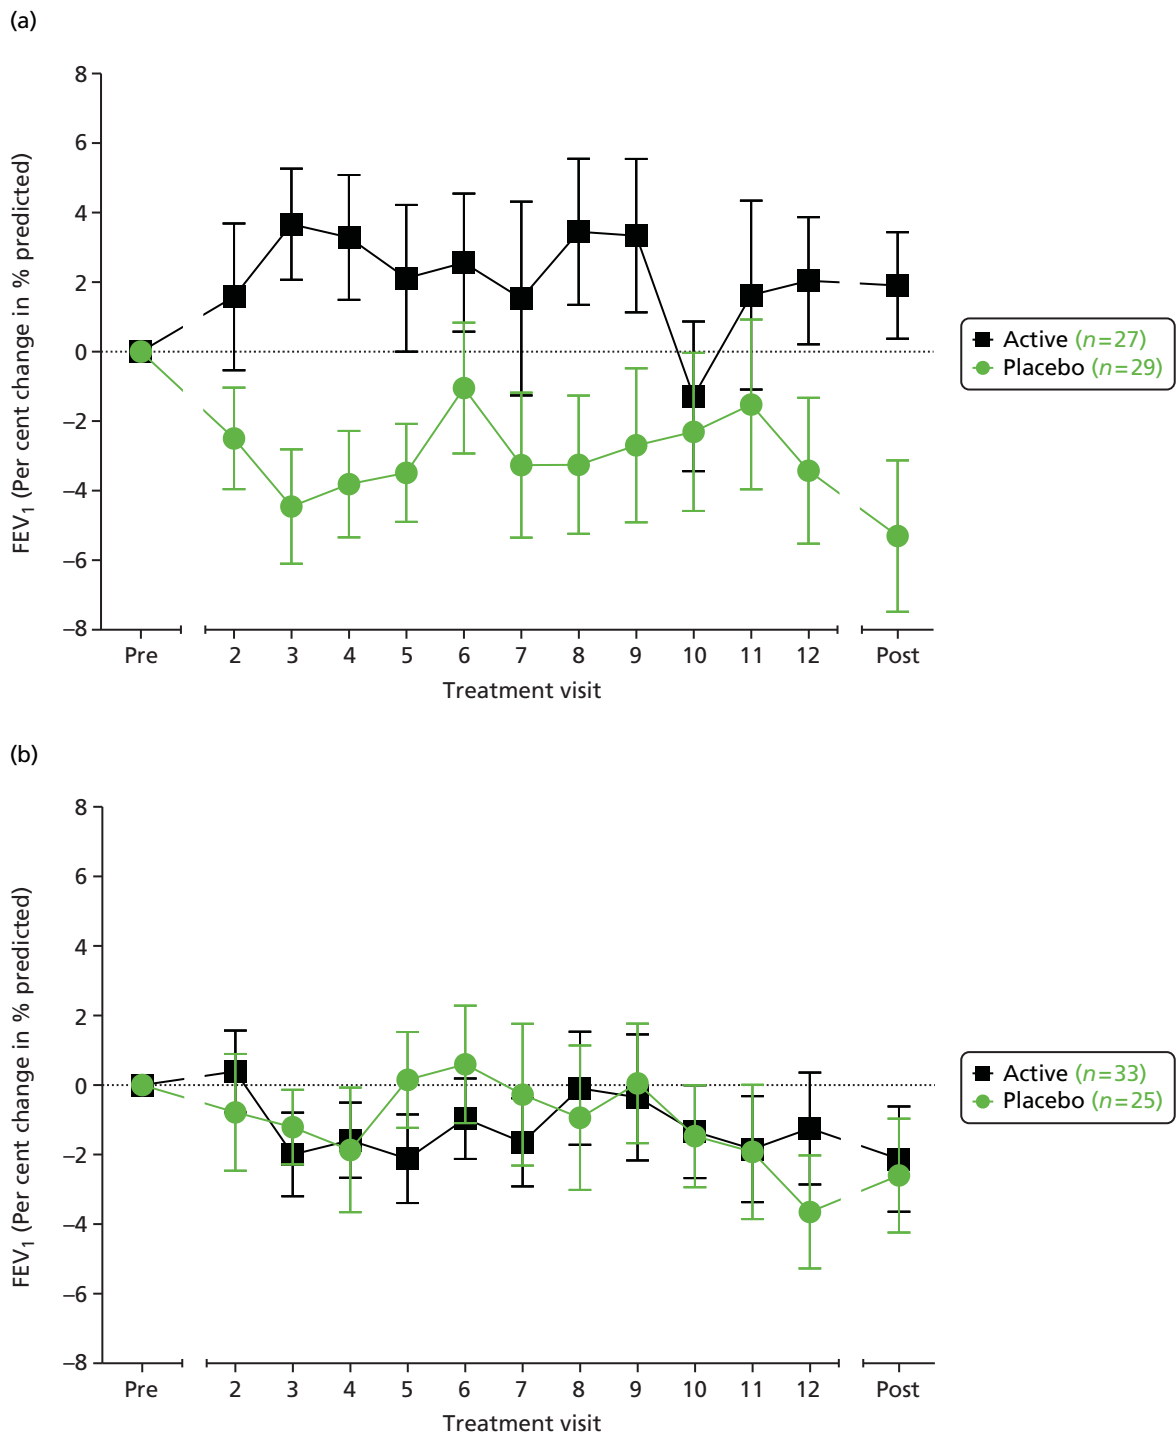 (a)
FEV1 (Per cent change in % predicted)
8
6
4
2
0
–2
–4
–6
–8
Pre 2 3 4 5 6 7 8 9 10 11 12 Post
Treatment visit
Active (n=27)
Placebo (n=29)
(b)
FEV1 (Per cent change in % predicted)
8
6
4
2
0
–2
–4
–6
–8
Pre 2 3 4 5 6 7 8 9 10 11 12 Post
Treatment visit
Active (n=33)
Placebo (n=25)